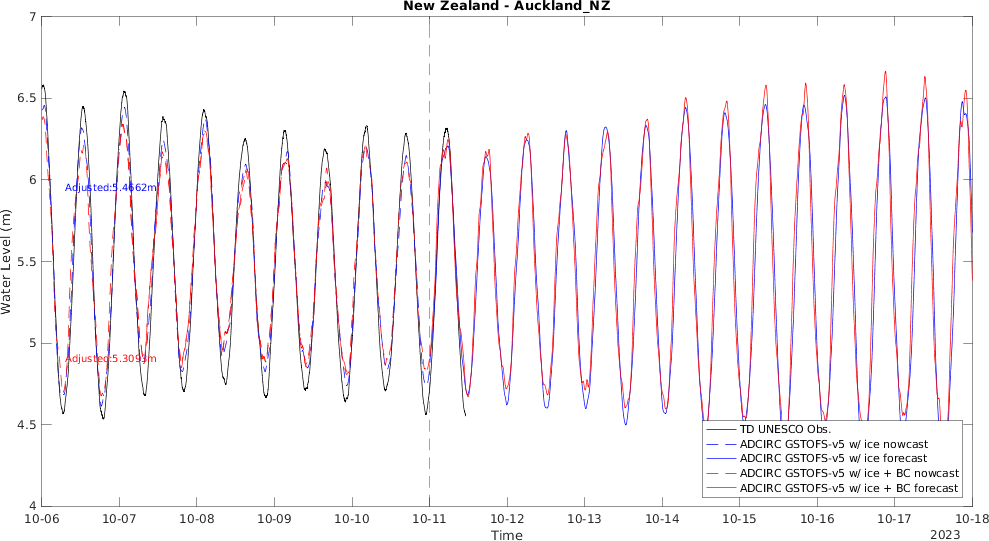 New Zealand - Auckland_NZ
Water Level (m)
7
6.5
6
5.5
5
4.5
4
Adjusted:5.4662m
Adjusted:5.3093m
TD UNESCO Obs.
ADCIRC GSTOFS-v5 w/ ice nowcast
ADCIRC GSTOFS-v5 w/ ice forecast
ADCIRC GSTOFS-v5 w/ ice + BC nowcast
ADCIRC GSTOFS-v5 w/ ice + BC forecast
10-06 10-07 10-08 10-09 10-10 10-11 10-12 10-13 10-14 10-15 10-16 10-17 10-18
Time
2023